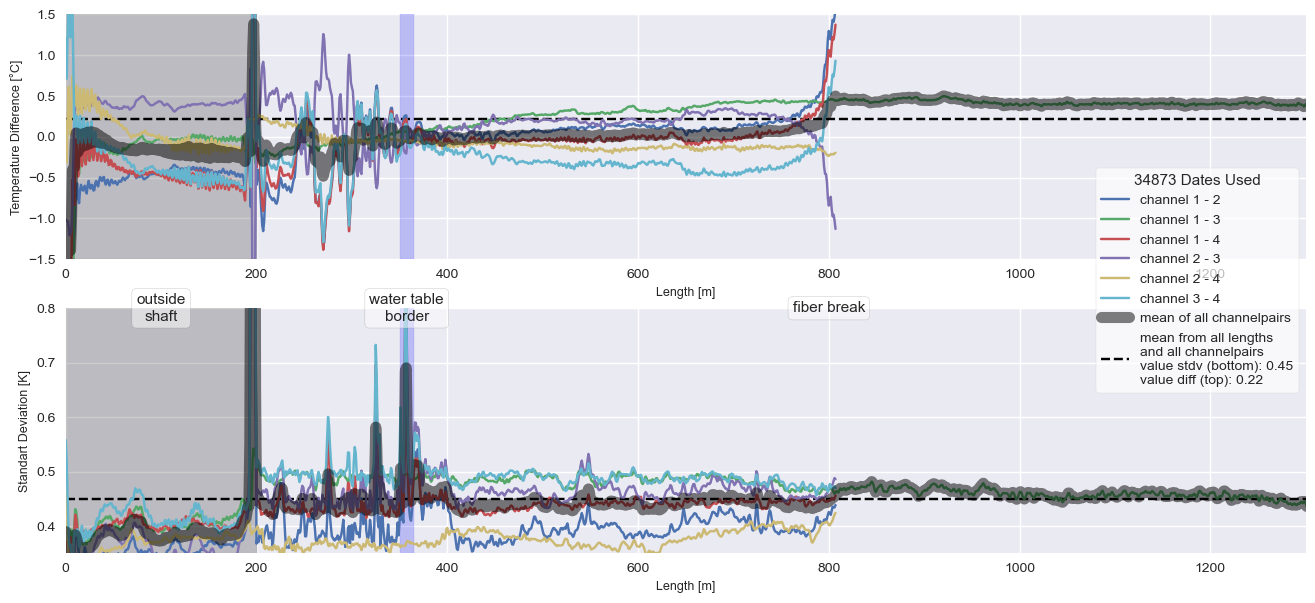 1.5
1.0
0.5
0.0
−0.5
−1.0
−1.5
Temperature Difference [°C]
0
200
400
600
800
1000
1200
Length [m]
34873 Dates Used
channel 1 - 2
channel 1 - 3
channel 1 - 4
channel 2 - 3
channel 2 - 4
channel 3 - 4
mean of all channelpairs
mean from all lengths
and all channelpairs
value stdv (bottom): 0.45
value diff (top): 0.22
outside
shaft
water table
border
fiber break
0.8
0.7
0.6
0.5
0.4
Standart Deviation [K]
0
200
400
600
800
1000
1200
Length [m]